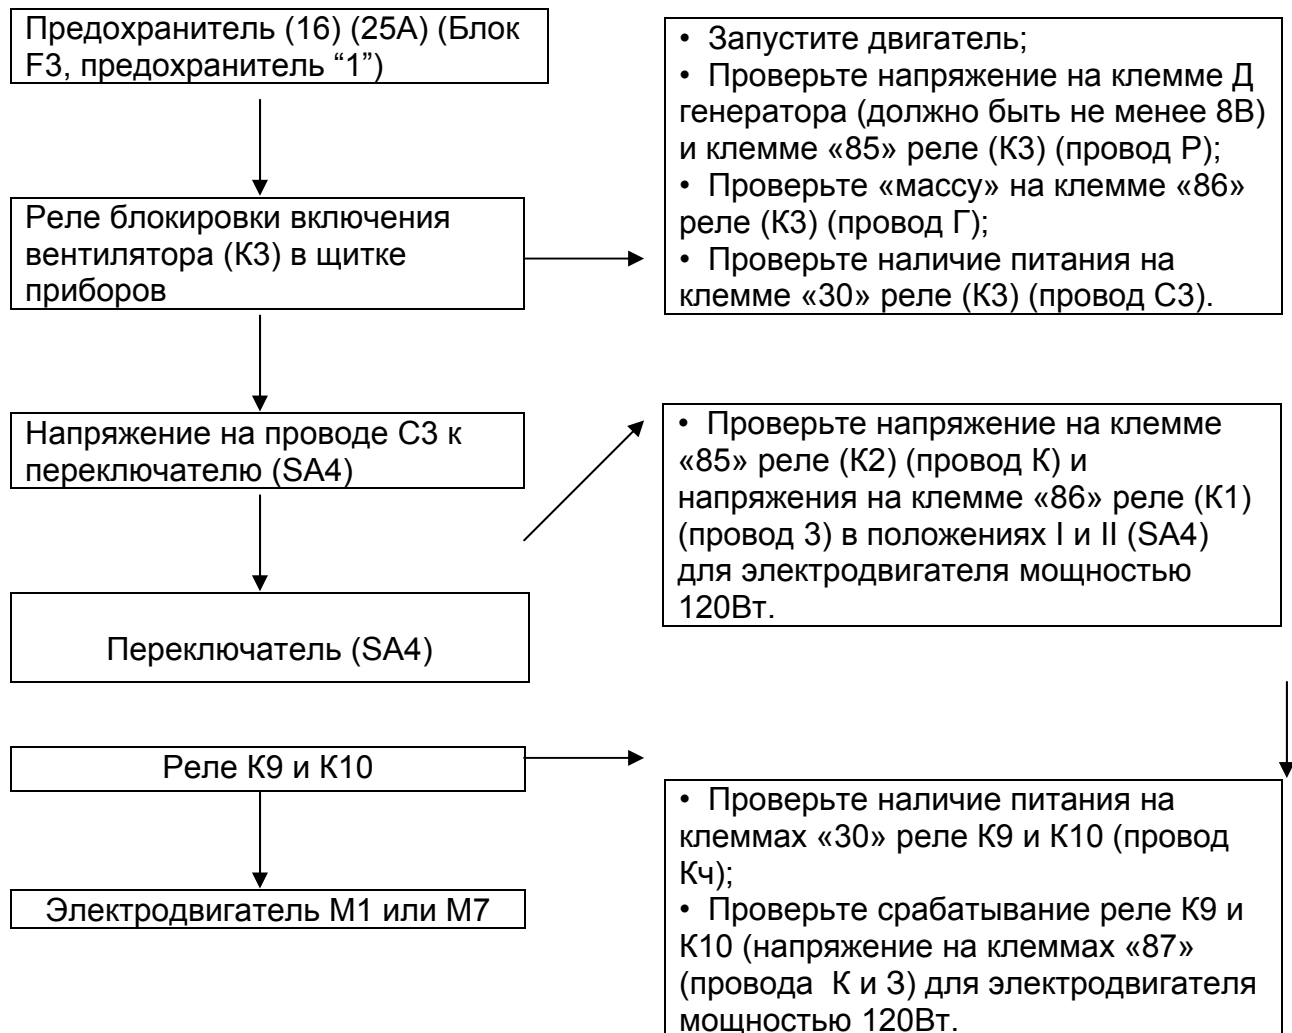 Предохранитель (16) (25А) (Блок
F3, предохранитель “1”)
• Запустите двигатель;
• Проверьте напряжение на клемме Д
генератора (должно быть не менее 8В)
и клемме «85» реле (К3) (провод Р);
• Проверьте «массу» на клемме «86»
реле (К3) (провод Г);
• Проверьте наличие питания на
клемме «30» реле (К3) (провод С3).
Реле блокировки включения
вентилятора (К3) в щитке
приборов
Напряжение на проводе С3 к
переключателю (SA4)
• Проверьте напряжение на клемме
«85» реле (К2) (провод К) и
напряжения на клемме «86» реле (К1)
(провод 3) в положениях I и II (SA4)
для электродвигателя мощностью
120Вт.
Переключатель (SA4)
Реле К9 и К10
• Проверьте наличие питания на
клеммах «30» реле К9 и К10 (провод
Кч);
• Проверьте срабатывание реле К9 и
К10 (напряжение на клеммах «87»
(провода К и З) для электродвигателя
мощностью 120Вт.
Электродвигатель М1 или М7